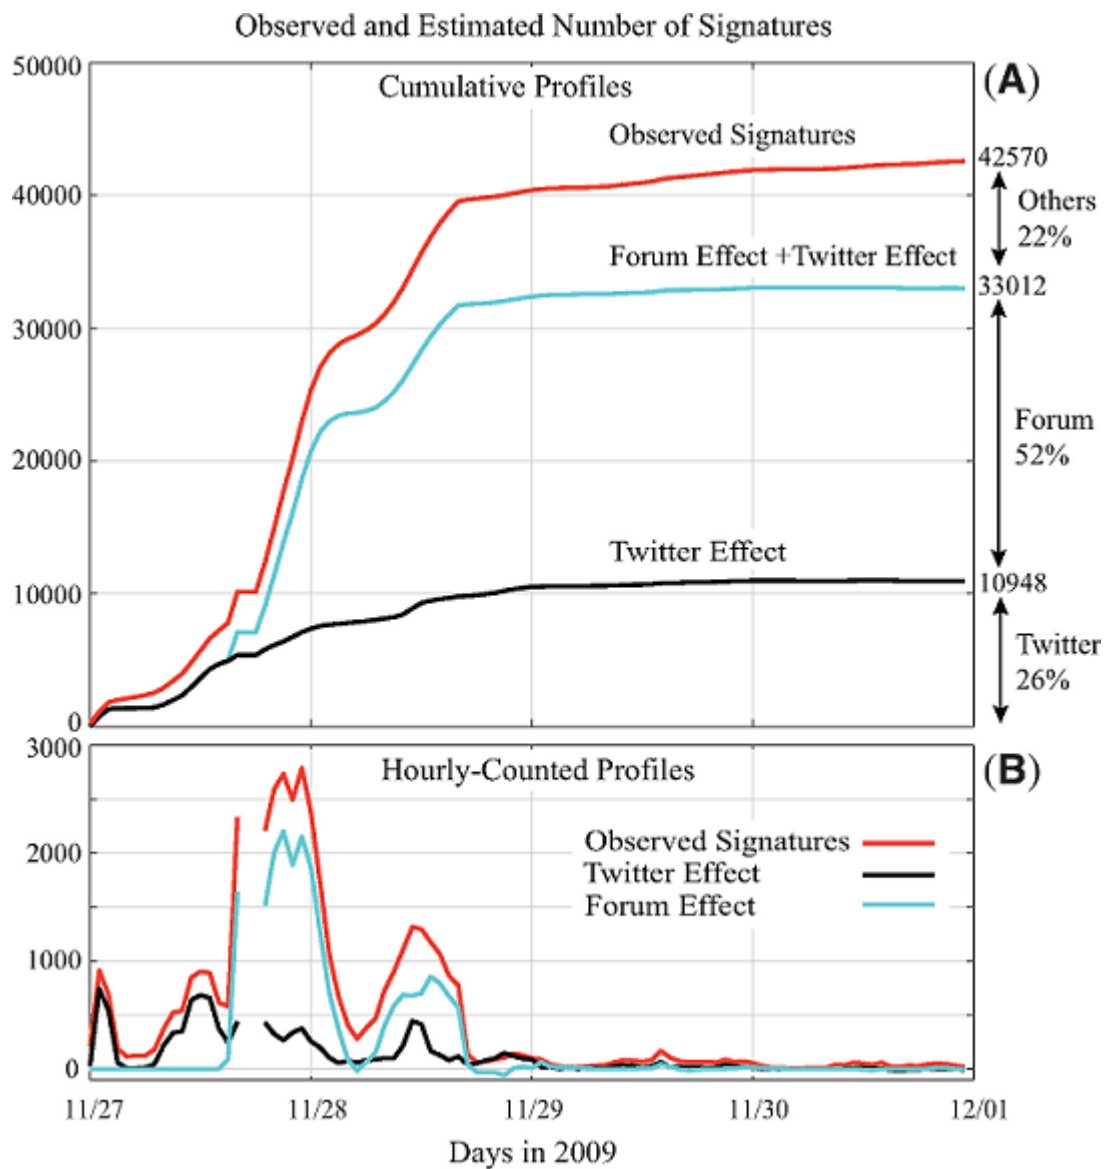 Observed and Estimated Number of Signatures
50000
Cumulative Profiles
(A)
Observed Signatures
42570
40000
Others
22%
Forum Effect +Twitter Effect
33012
30000
Forum
52%
20000
Twitter Effect
10948
10000
Twitter
26%
0
3000
Hourly-Counted Profiles
(B)
Observed Signatures
2000
Twitter Effect
Forum Effect
1000
0
11/27
11/28
11/29
11/30
12/01
Days in 2009